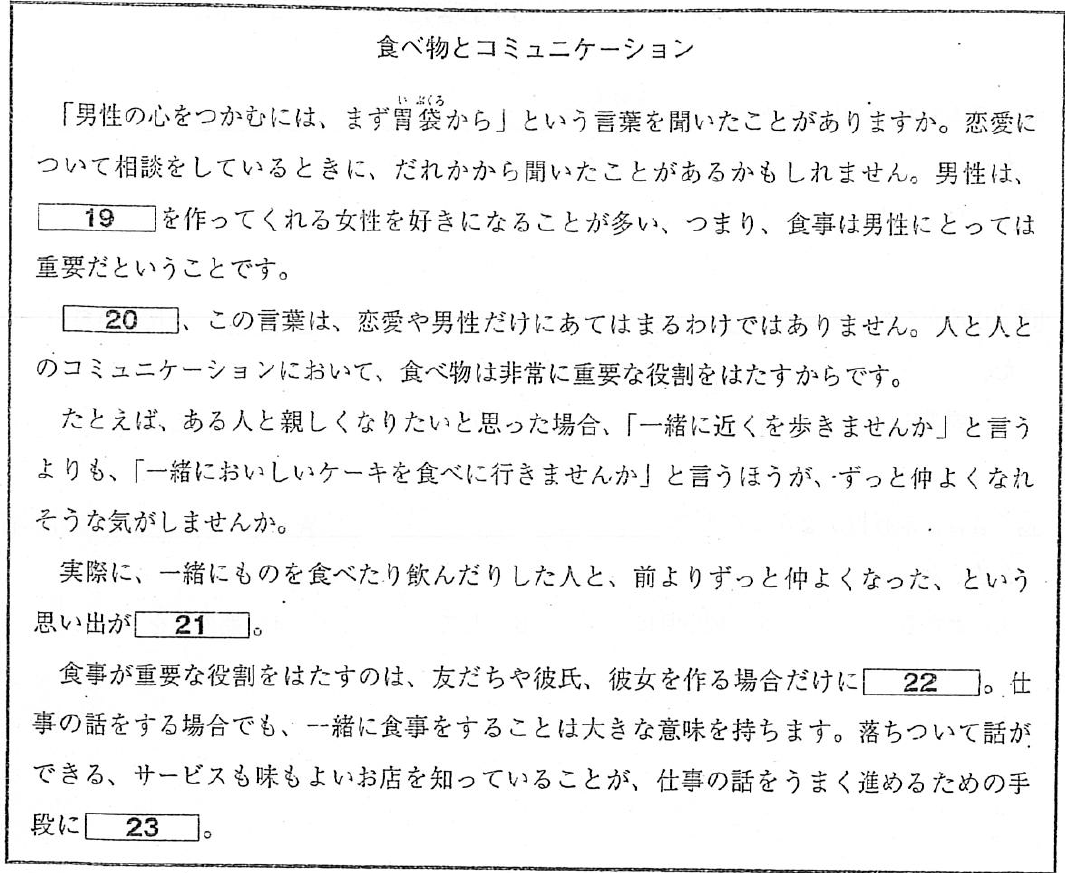 食べ物とコミュニケーション
「男性の心をつかむには、まず胃袋から」という言葉を聞いたことがありますか。恋愛に
ついて相談をしているときに、だれかから聞いたことがあるかもしれません。男性は、
19を作ってくれる女性を好きになることが多い、つまり、食事は男性にとっては
重要だということです。
20、この言葉は、恋愛や男性だけにあてはまるわけではありません。人と人と
のコミュニケーションにおいて、食べ物は非常に重要な役割をはたすからです。
たとえば、ある人と親しくなりたいと思った場合、「一緒に近くを歩きませんか」と言う
よりも、「一緒においしいケーキを食べに行きませんか」と言うほうが、ずっと仲よくなれ
そうな気がしませんか。
実際に、一緒にものを食べたり飲んだりした人と、前よりずっと仲よくなった、という
思い出が21。
食事が重要な役割をはたすのは、友だちや彼氏、彼女を作る場合だけに22。仕
事の話をする場合でも、一緒に食事をすることは大きな意味を持ちます。落ちついて話が
できる、サービスも味もよいお店を知っていることが、仕事の話をうまく進めるための手
段に23。